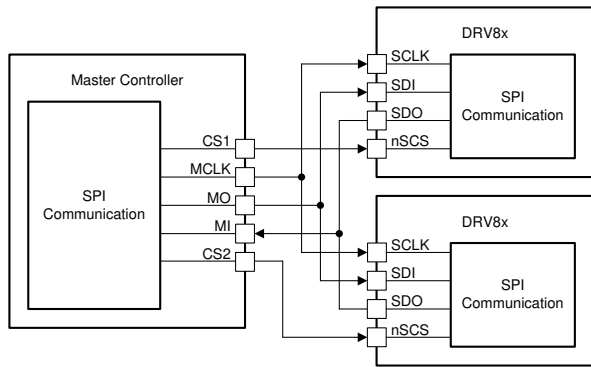 Master Controller
SPI
Communication
CS1
MCLK
MO
MI
CS2
DRV8x
SCLK
SDI
SDO
nSCS
SPI
Communication
DRV8x
SCLK
SDI
SDO
nSCS
SPI
Communication